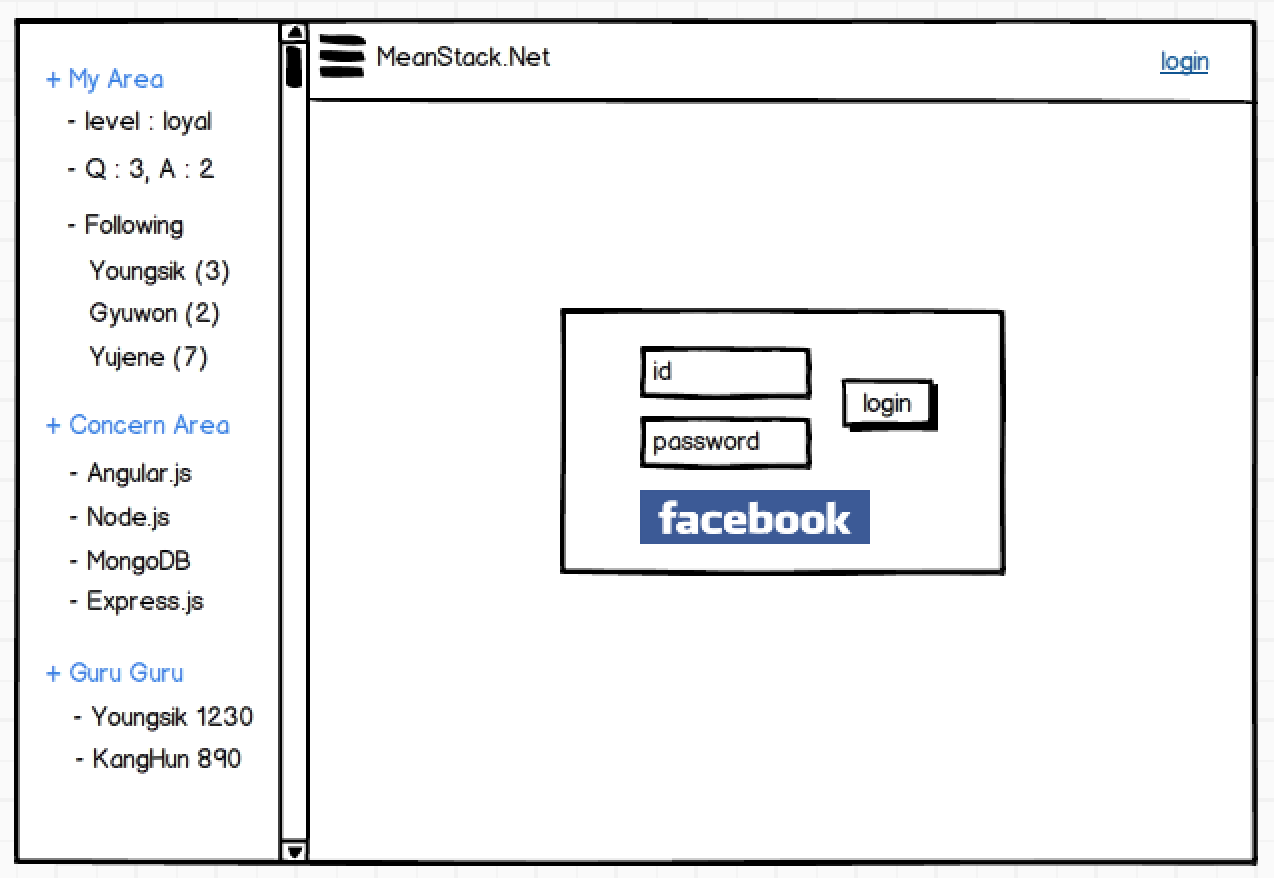 + My Area
- level : loyal
- Q : 3, A : 2
- Following
Youngsik (3)
Gyuwon (2)
Yujene (7)
+ Concern Area
- Angular.js
- Node.js
- MongoDB
- Express.js
+ Guru Guru
- Youngsik 1230
- KangHun 890
MeanStack.Net
login
id
password
login
facebook